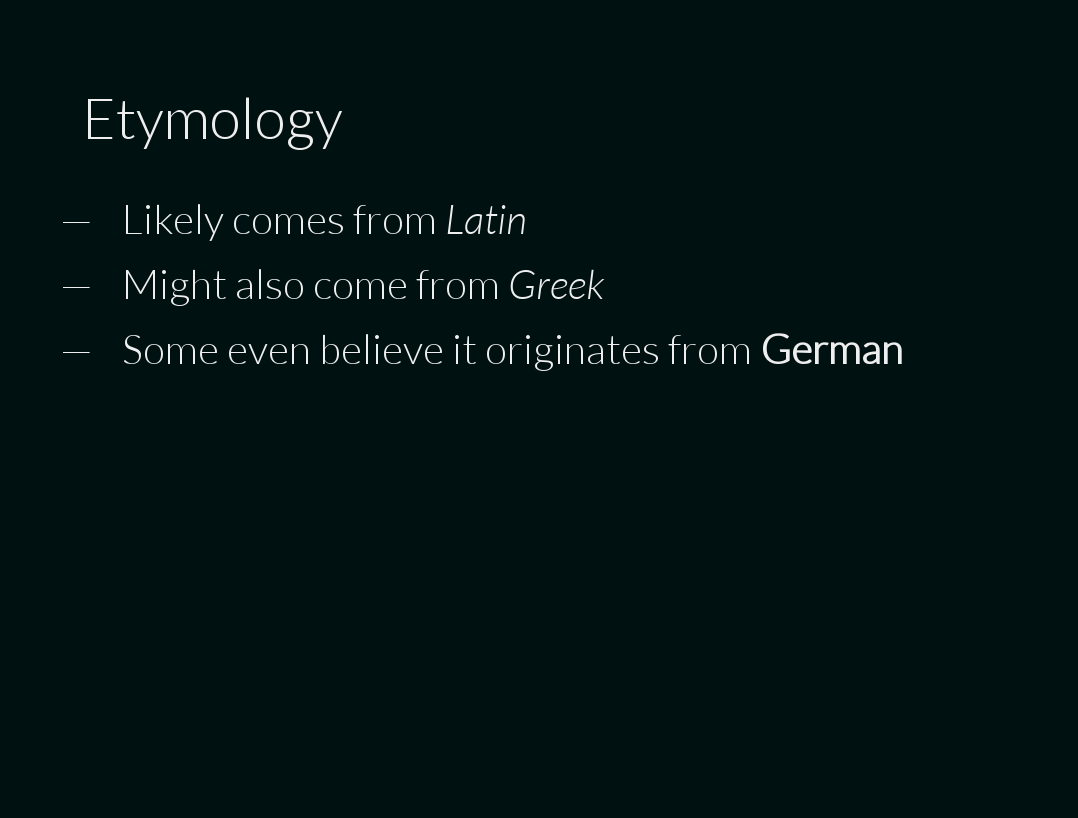 Etymology
— Likely comes from Latin
— Might also come from Greek
— Some even believe it originates from German